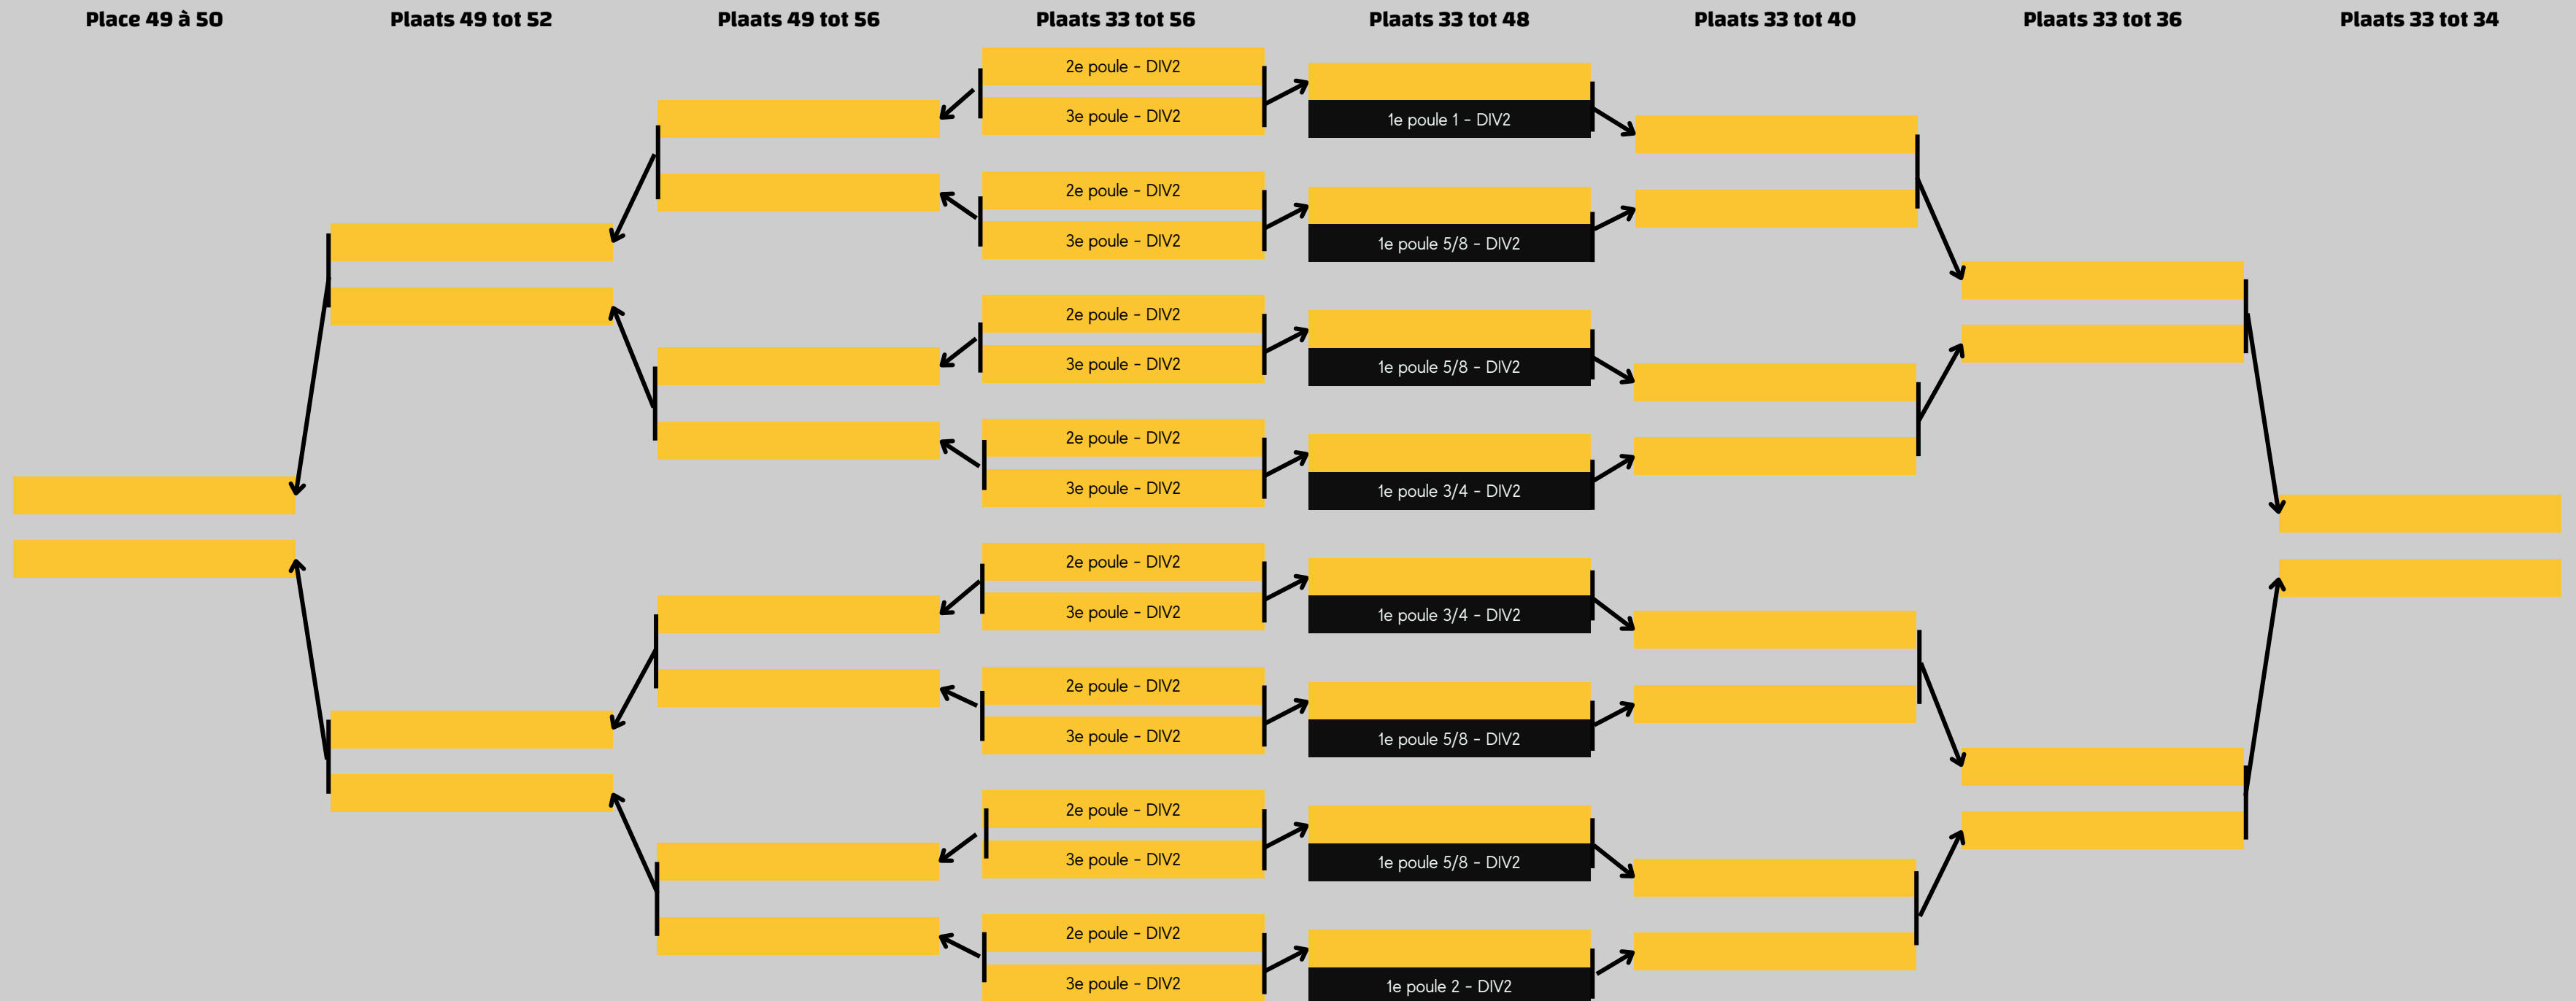 Place 49 à 50
Plaats 49 tot 52
Plaats 49 tot 56
Plaats 33 tot 56
Plaats 33 tot 48
Plaats 33 tot 40
Plaats 33 tot 36
Plaats 33 tot 34
2e poule - DIV2
3e poule - DIV2
1e poule 1 - DIV2
2e poule - DIV2
3e poule - DIV2
1e poule 5/8 - DIV2
2e poule - DIV2
3e poule - DIV2
1e poule 5/8 - DIV2
2e poule - DIV2
3e poule - DIV2
1e poule 3/4 - DIV2
2e poule - DIV2
3e poule - DIV2
1e poule 3/4 - DIV2
2e poule - DIV2
3e poule - DIV2
1e poule 5/8 - DIV2
2e poule - DIV2
3e poule - DIV2
1e poule 5/8 - DIV2
2e poule - DIV2
3e poule - DIV2
1e poule 2 - DIV2